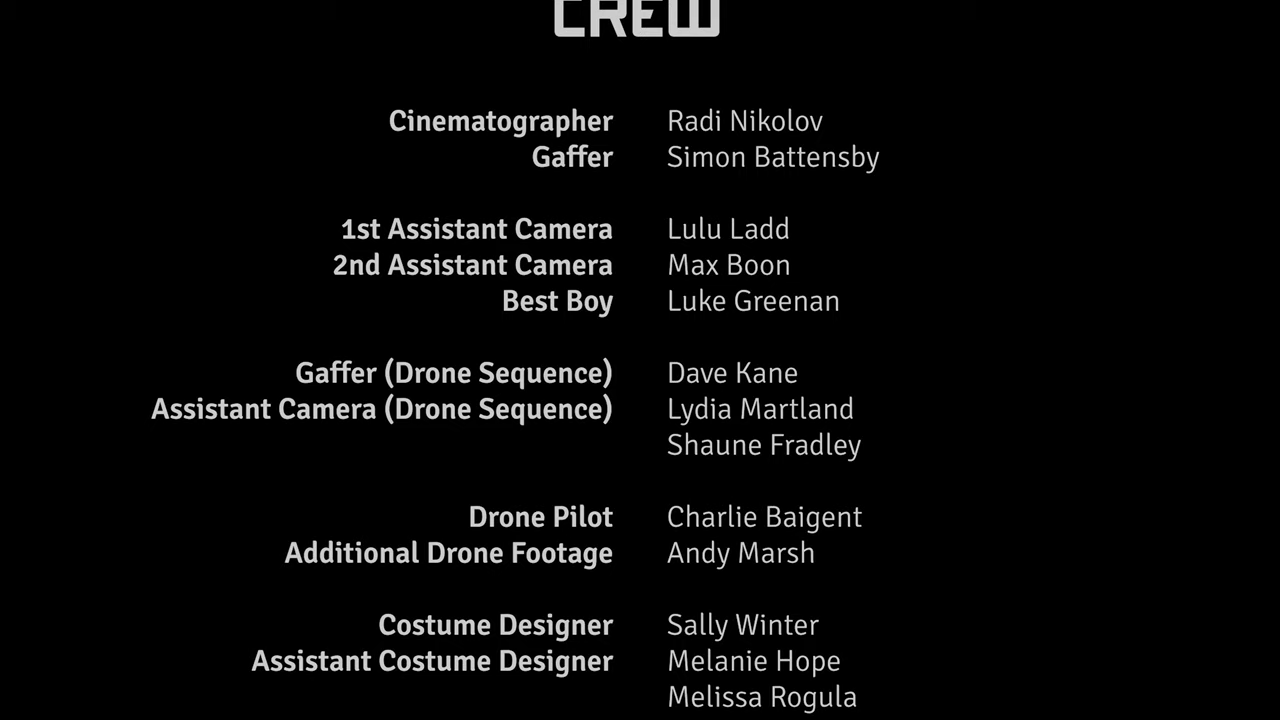 CREW
Cinematographer Radi Nikolov
Gaffer Simon Battensby
1st Assistant Camera Lulu Ladd
2nd Assistant Camera Max Boon
Best Boy Luke Greenan
Gaffer (Drone Sequence) Dave Kane
Assistant Camera (Drone Sequence) Lydia Martland
Shaune Fradley
Drone Pilot Charlie Baigent
Additional Drone Footage Andy Marsh
Costume Designer Sally Winter
Assistant Costume Designer Melanie Hope
Melissa Rogula